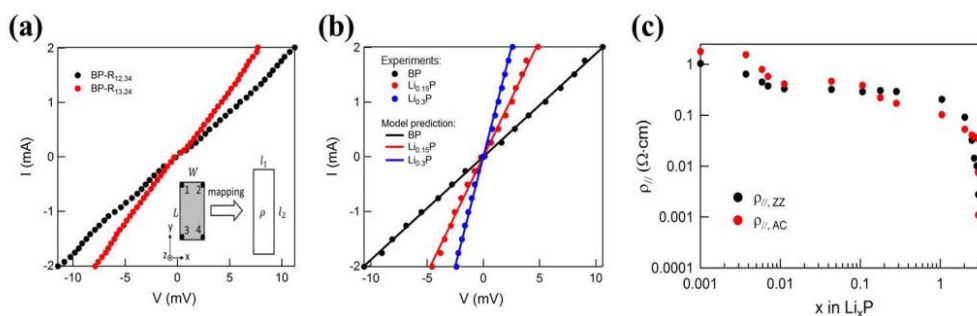 (a)
2
1
0
-1
-2
I (mA)
-10
-5
0
5
10
V (mV)
BP-R12,34
BP-R13,24
W
1 2
L
3 4
y
z
x
mapping
l1
ρ
l2
(b)
2
1
0
-1
-2
I (mA)
-10
-5
0
5
10
V (mV)
Experiments:
BP
Li0.15P
Li0.3P
Model prediction:
BP
Li0.15P
Li0.3P
(c)
1
0.1
0.01
0.001
0.0001
ρ// (Ω·cm)
ρ//, ZZ
ρ//, AC
0.001
0.01
0.1
1
x in LixP